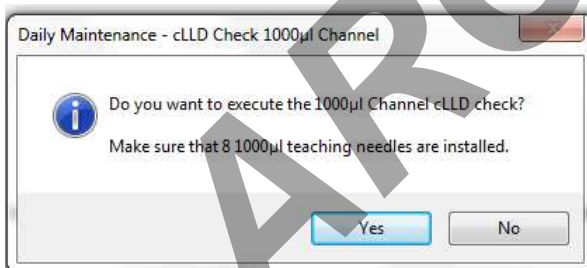 Daily Maintenance - cLLD Check 1000µl Channel
Do you want to execute the 1000µl Channel cLLD check?
Make sure that 8 1000µl teaching needles are installed.
Yes
No